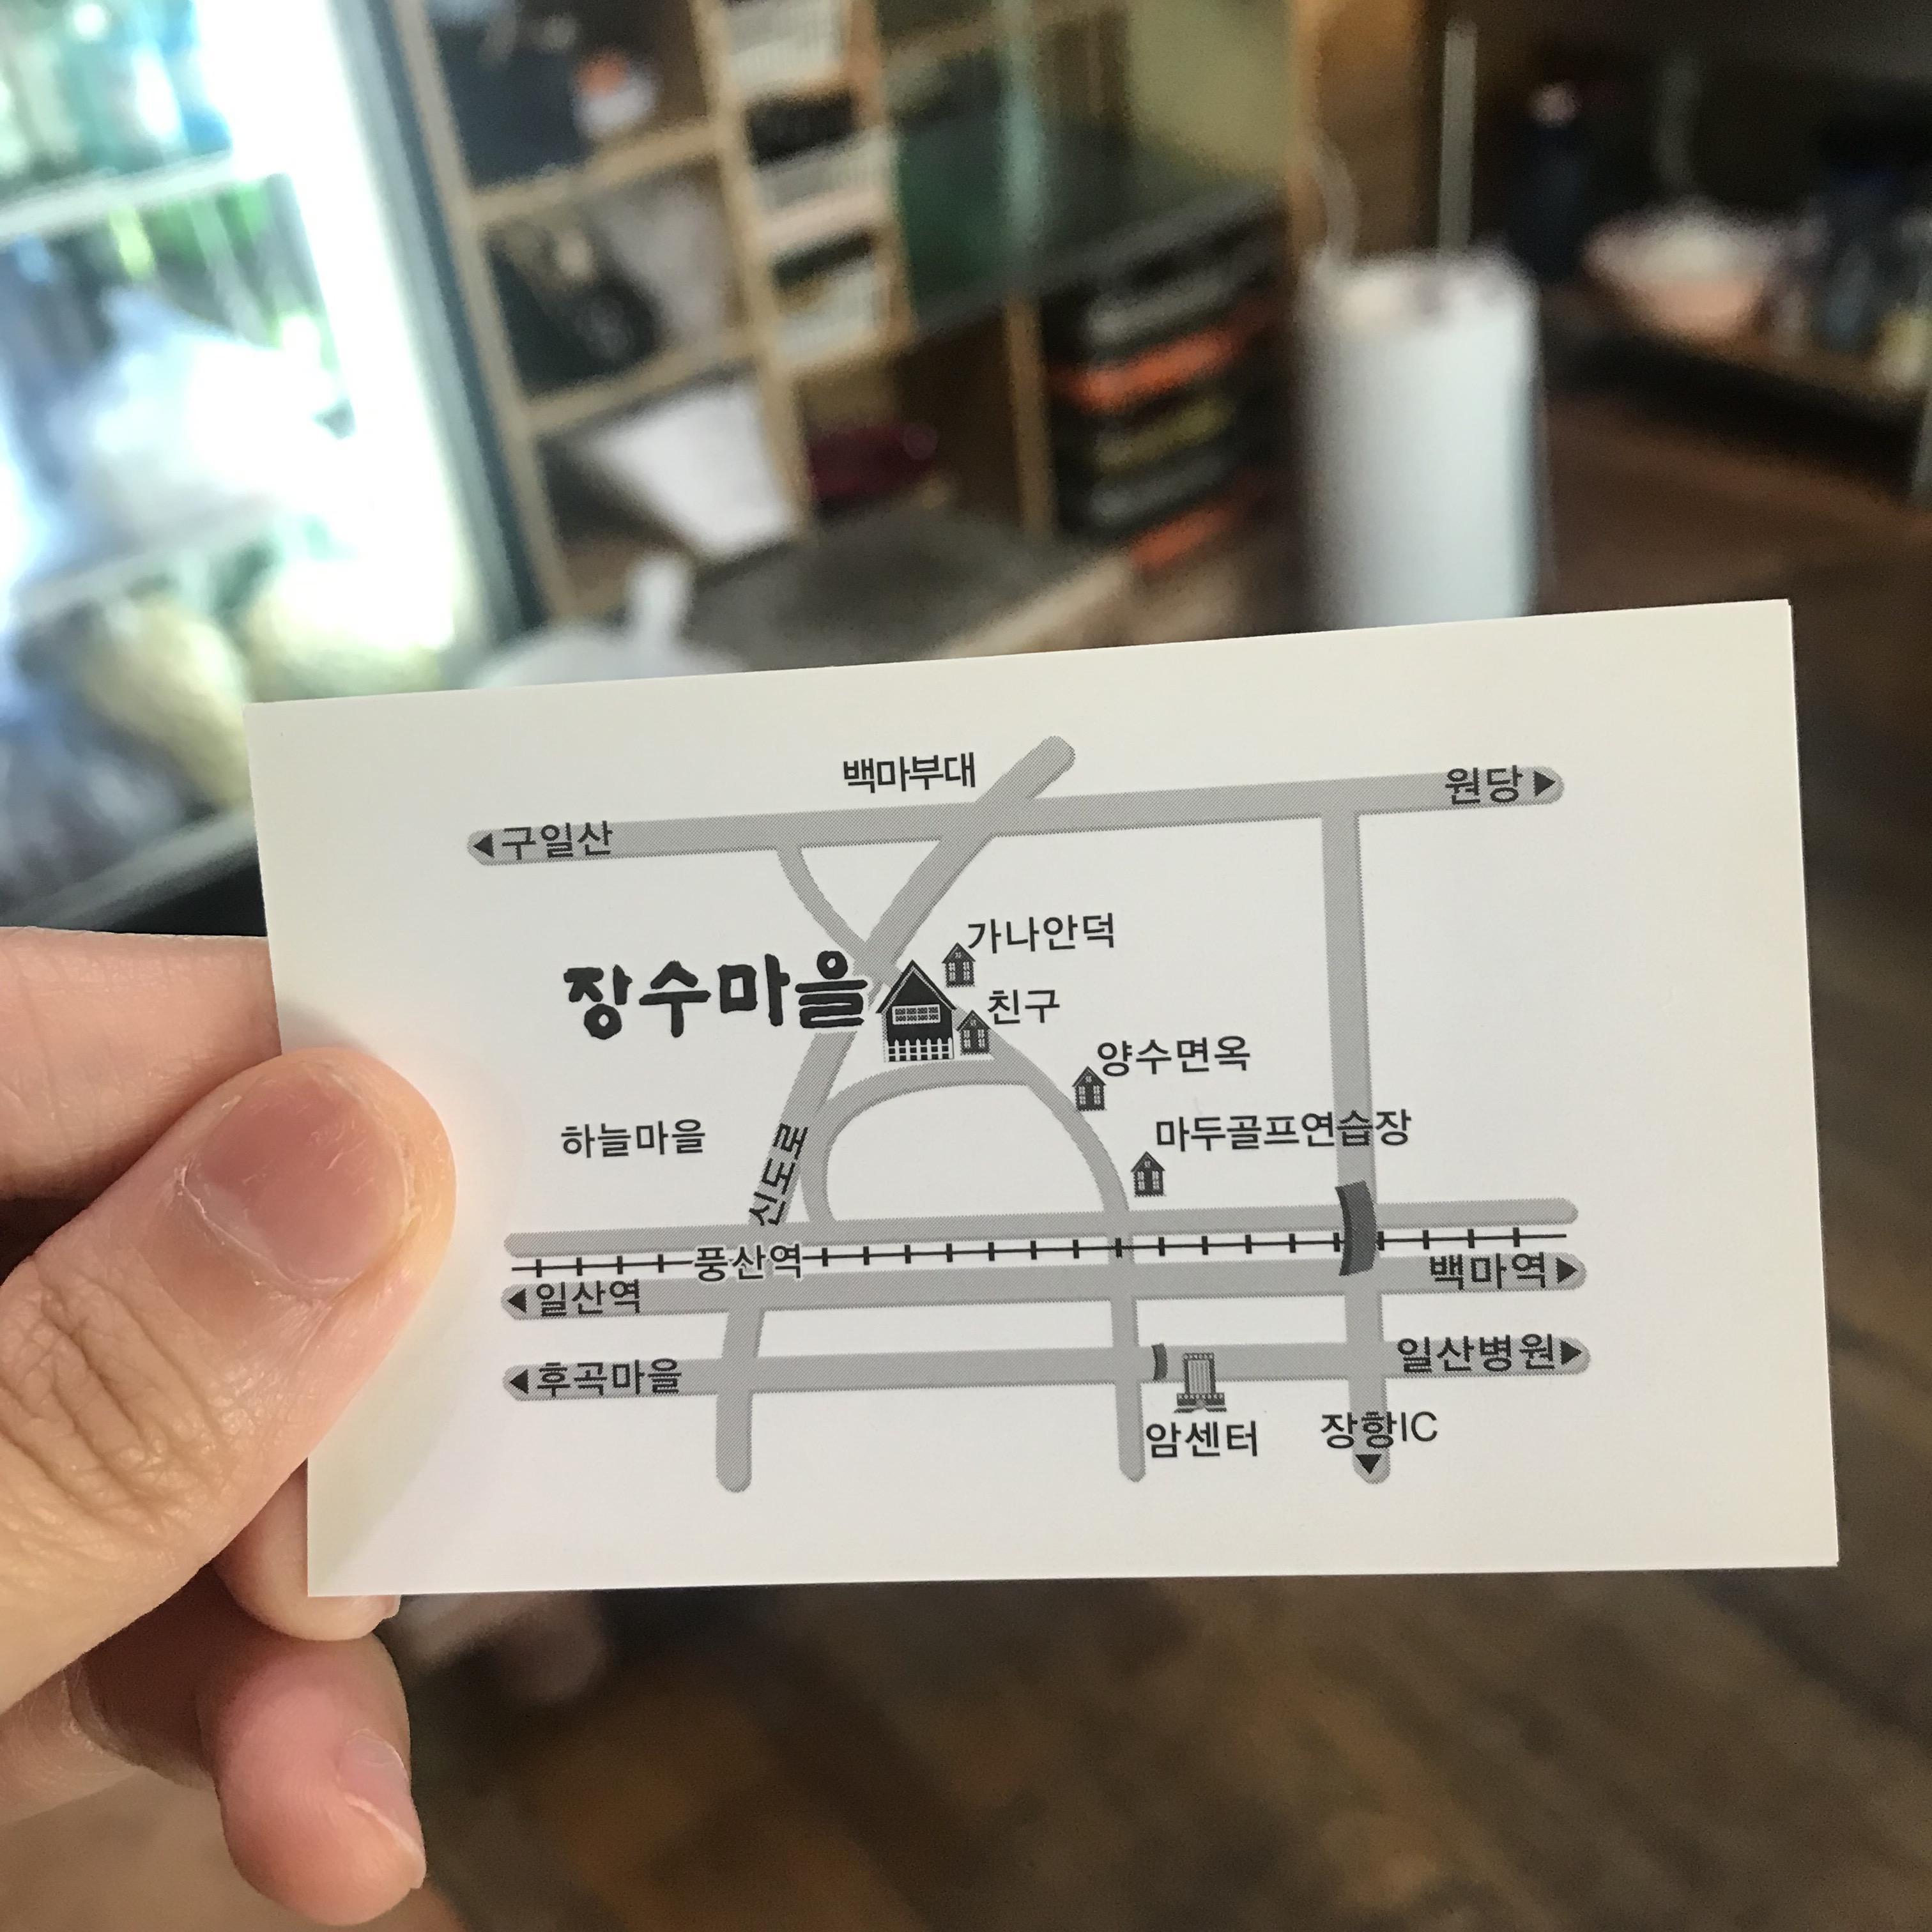 백마부대
원당
구일산
가나안덕
장수마을
친구
양수면옥
하늘마을
마두골프연습장
신도로
풍산역
일산역
백마역
후곡마을
일산병원
암센터
장항IC